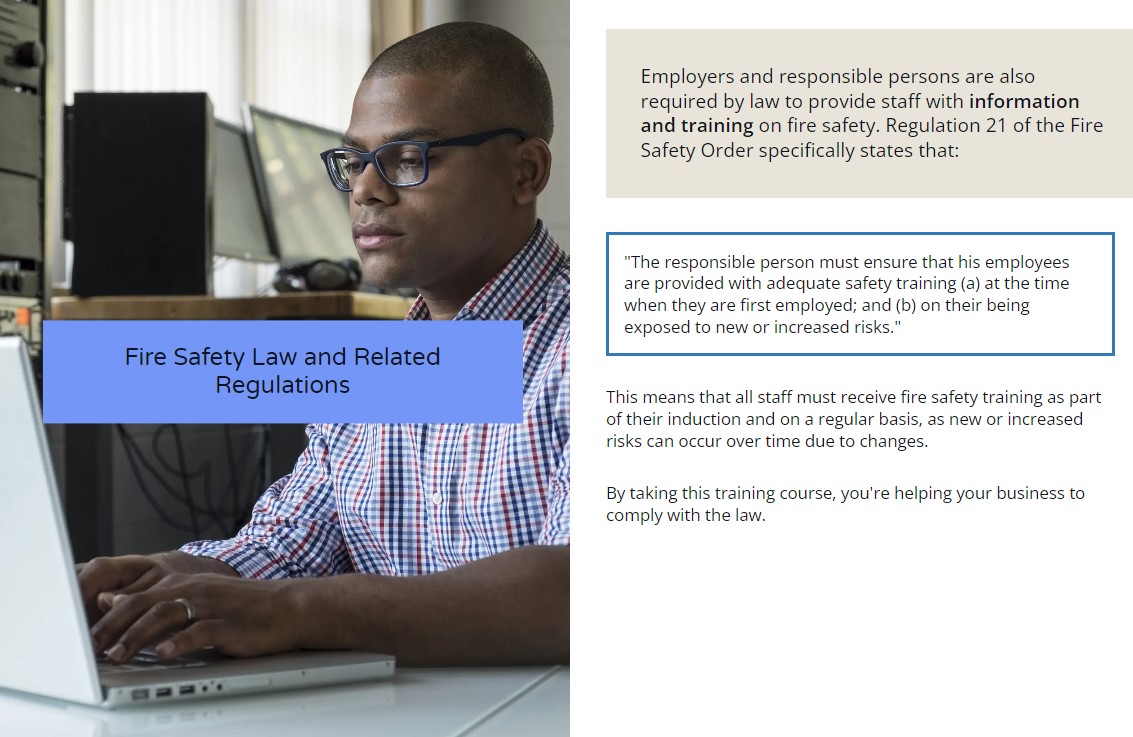 Fire Safety Law and Related
Regulations
Employers and responsible persons are also
required by law to provide staff with information
and training on fire safety. Regulation 21 of the Fire
Safety Order specifically states that:
"The responsible person must ensure that his employees
are provided with adequate safety training (a) at the time
when they are first employed; and (b) on their being
exposed to new or increased risks."
This means that all staff must receive fire safety training as part
of their induction and on a regular basis, as new or increased
risks can occur over time due to changes.
By taking this training course, you're helping your business to
comply with the law.